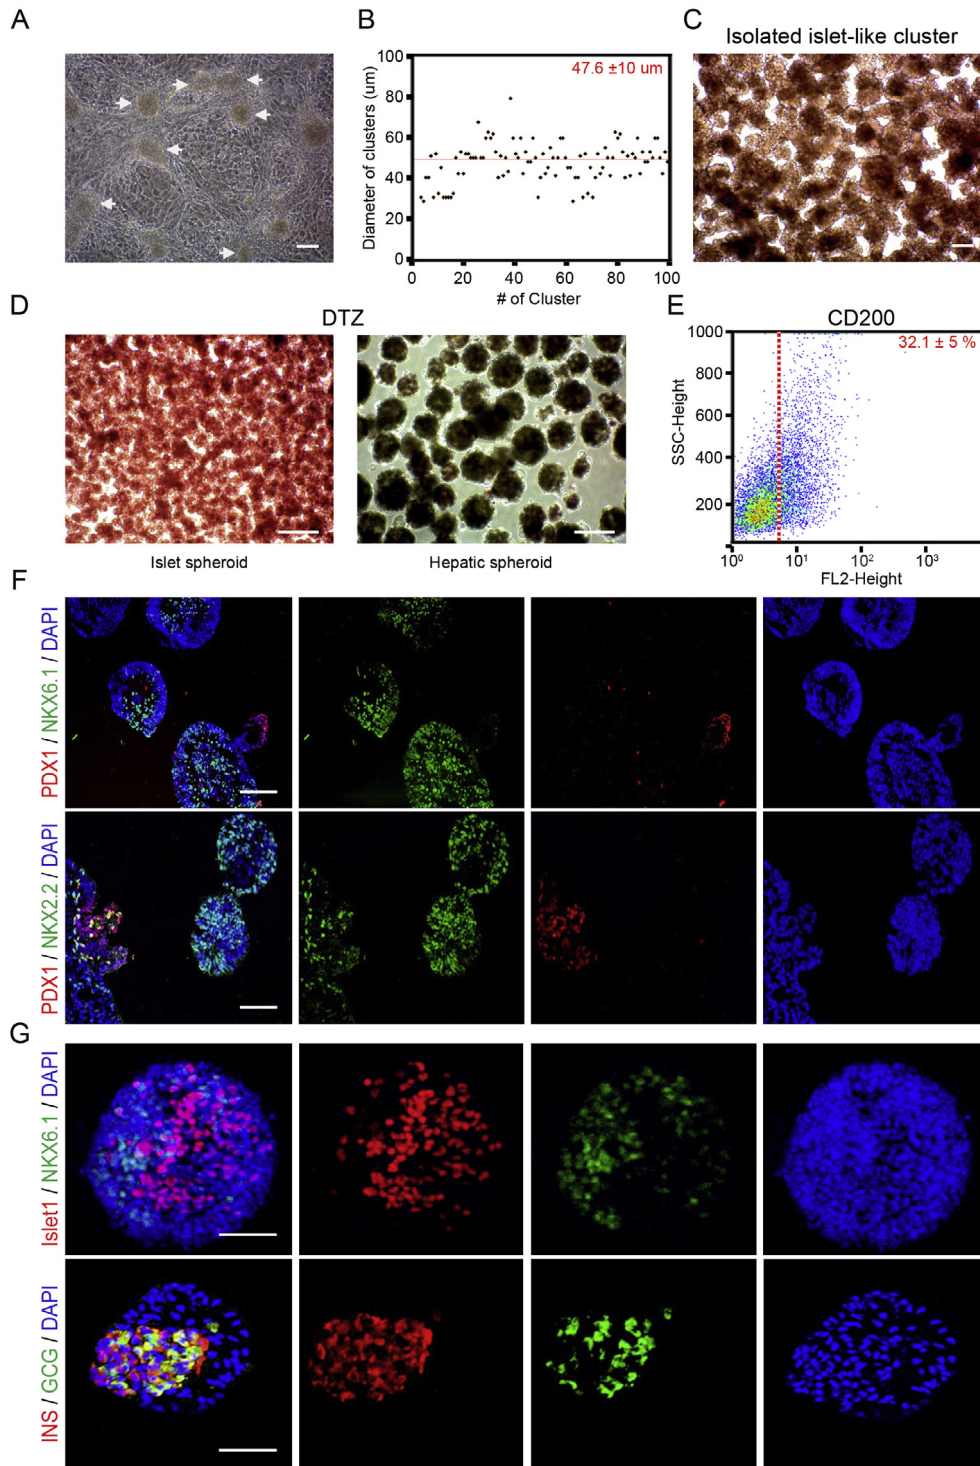 A
B
C
Isolated islet-like cluster
47.6 ±10 um
Diameter of clusters (um)
100
80
60
40
20
0
0 20 40 60 80 100
# of Cluster
D
DTZ
Islet spheroid
Hepatic spheroid
E
CD200
32.1 ± 5 %
SSC-Height
1000
800
600
400
200
10⁰ 10¹ 10² 10³
FL2-Height
F
PDX1 / NKX6.1 / DAPI
PDX1 / NKX2.2 / DAPI
G
Islet1 / NKX6.1 / DAPI
INS / GCG / DAPI